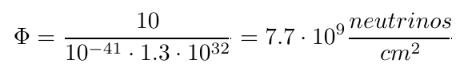 Φ = 10 / (10^−41 · 1.3 · 10^32) = 7.7 · 10^9 neutrinos / cm^2